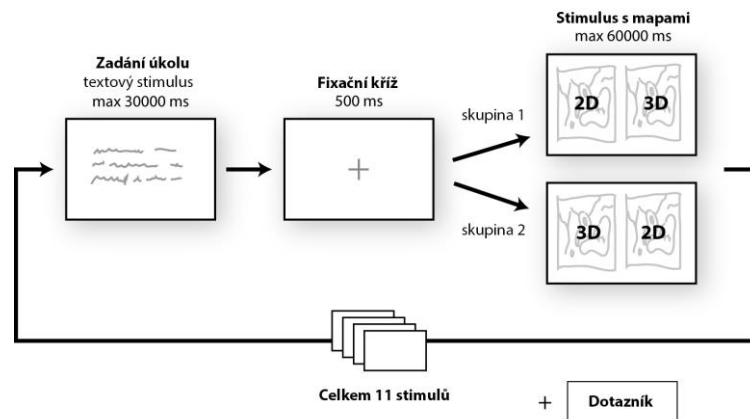 Zadání úkolu
textový stimulus
max 30000 ms
Fixační kříž
500 ms
Stimulus s mapami
max 60000 ms
skupina 1
2D
3D
skupina 2
3D
2D
Celkem 11 stimulů
+ Dotazník